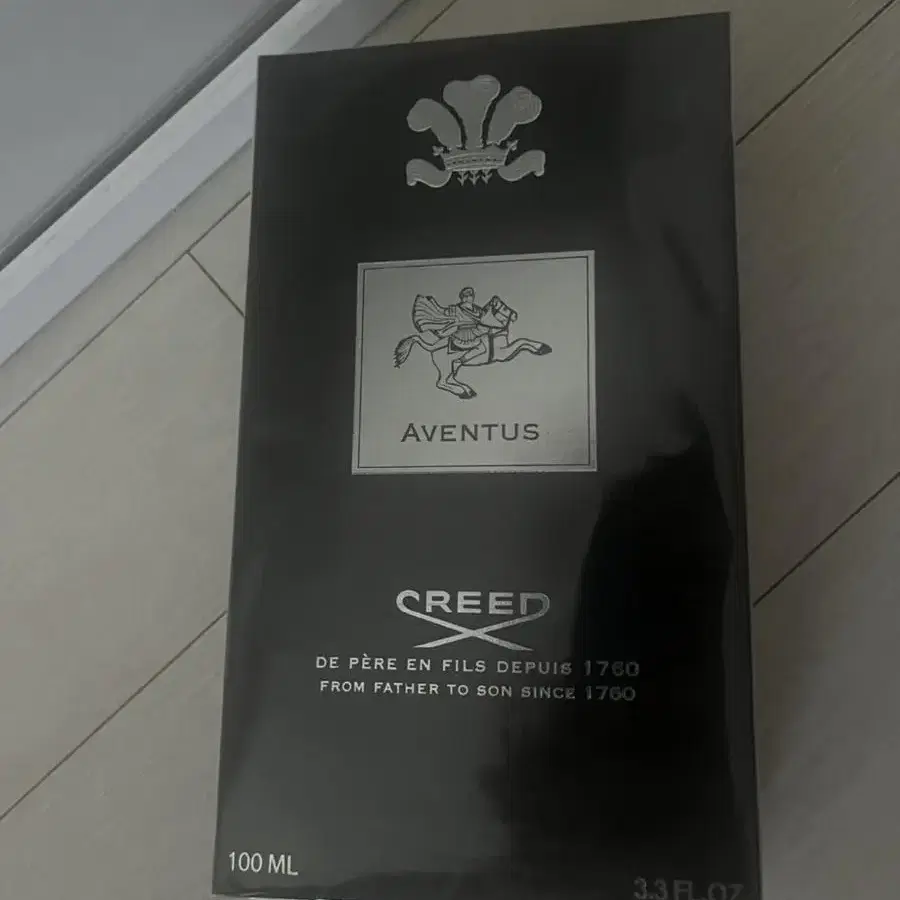 AVENTUS
CREED
DE PÈRE EN FILS DEPUIS 1760
FROM FATHER TO SON SINCE 1760
100 ML
3.3 FL.OZ